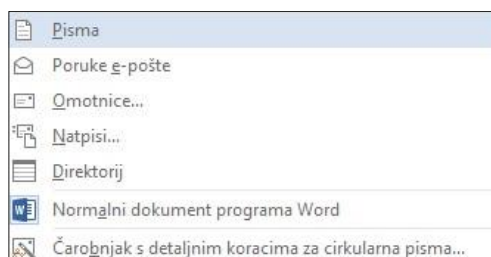 Pisma
Poruke e-pošte
Omotnice...
Natpisi...
Direktorij
Normalni dokument programa Word
Čarobnjak s detaljnim koracima za cirkularna pisma...